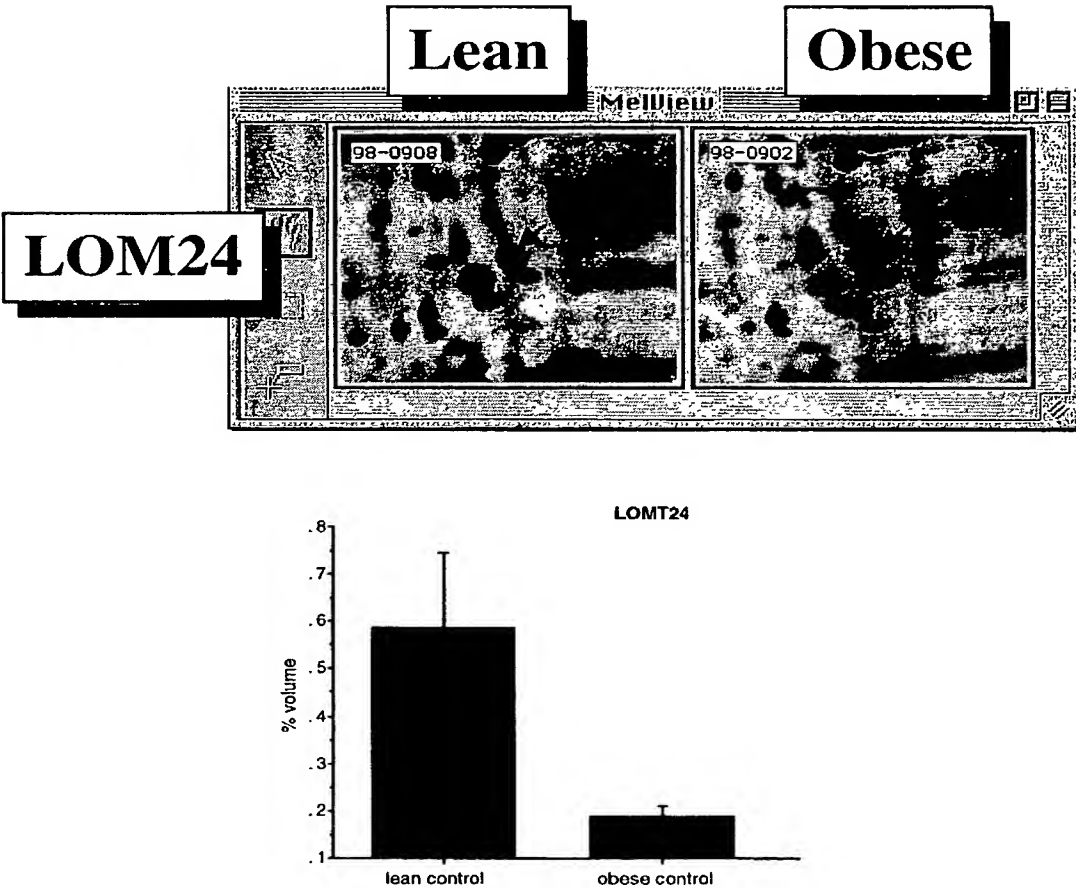 Lean Obese
MelView
98-0908 98-0902
LOM24
LOMT24
.8
.7
.6
.5
.4
.3
.2
.1
% volume
lean control obese control